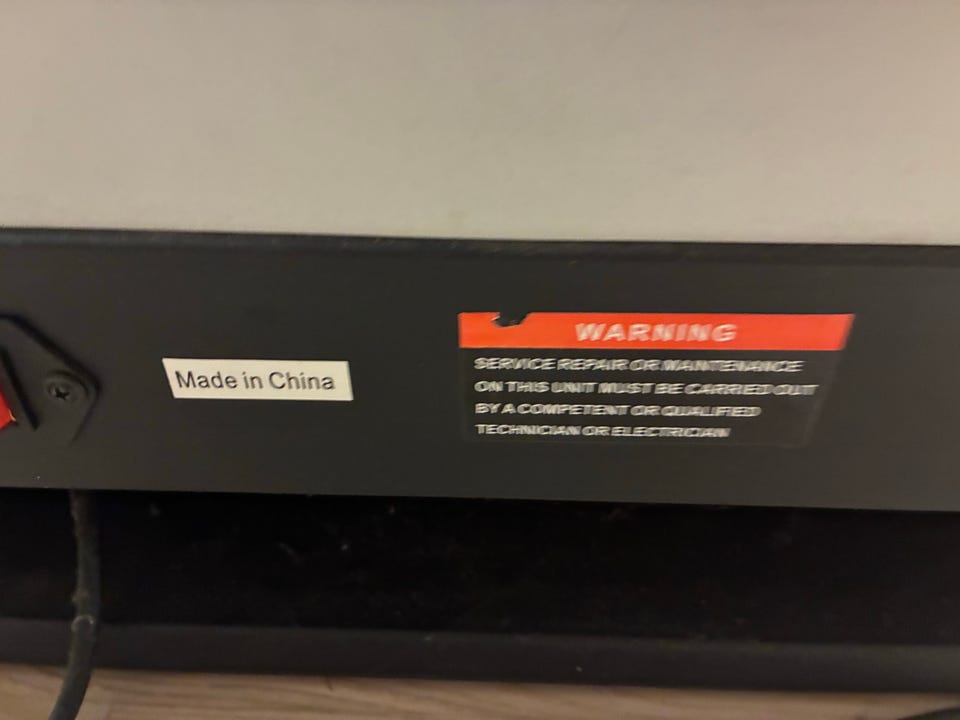 Made in China
WARNING
SERVICE REPAIR OR MAINTENANCE
ON THIS UNIT MUST BE CARRIED OUT
BY A COMPETENT OR QUALIFIED
TECHNICIAN OR ELECTRICIAN